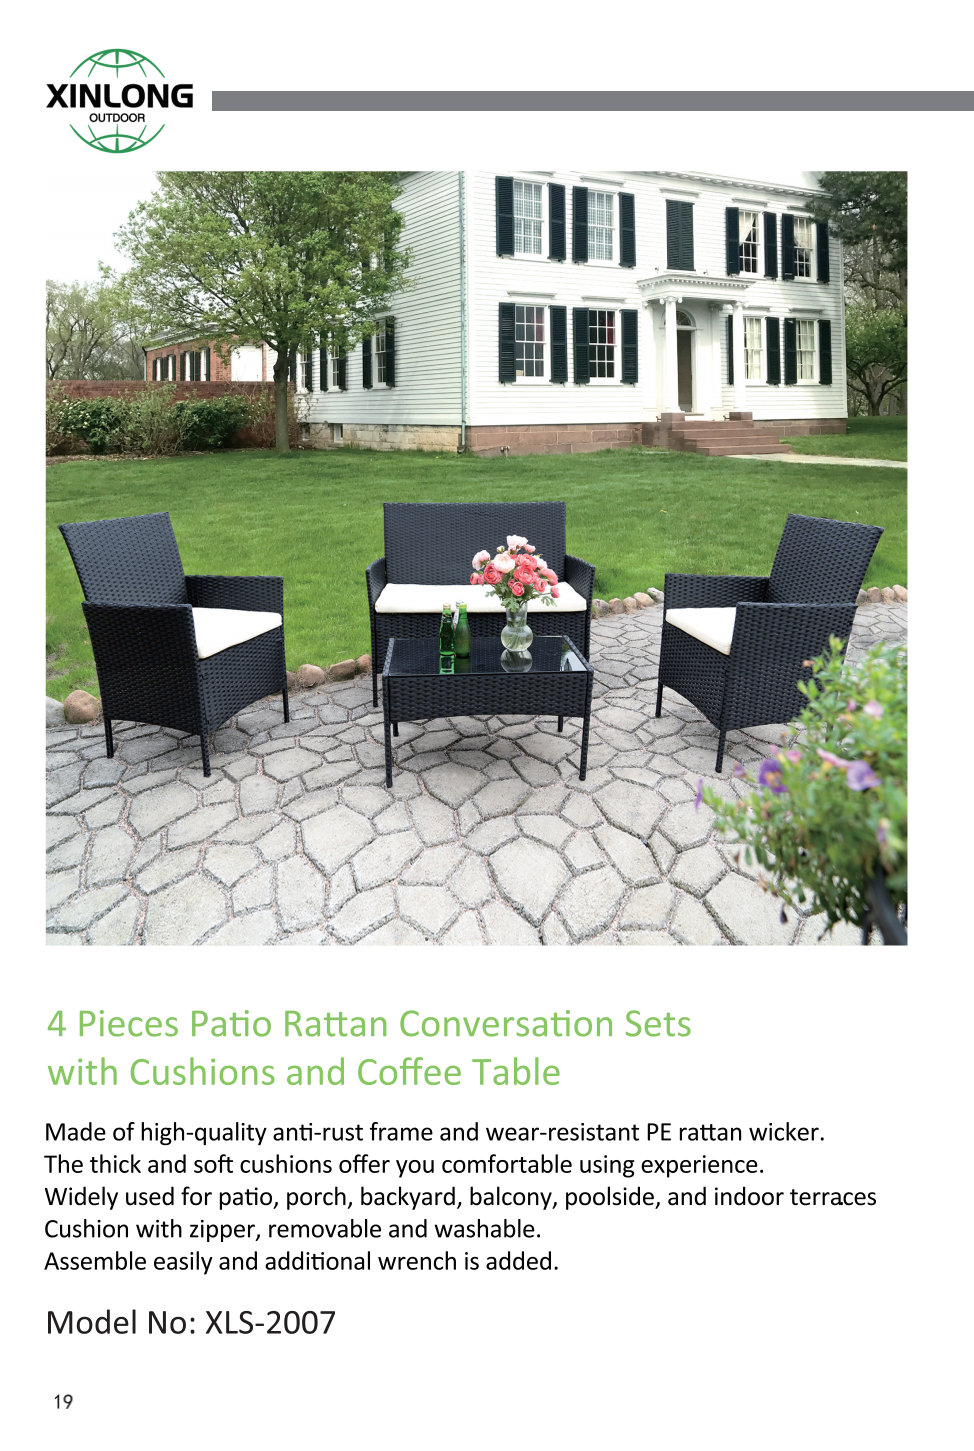 XINLONG
OUTDOOR
4 Pieces Patio Rattan Conversation Sets
with Cushions and Coffee Table
Made of high-quality anti-rust frame and wear-resistant PE rattan wicker.
The thick and soft cushions offer you comfortable using experience.
Widely used for patio, porch, backyard, balcony, poolside, and indoor terraces
Cushion with zipper, removable and washable.
Assemble easily and additional wrench is added.
Model No: XLS-2007
19